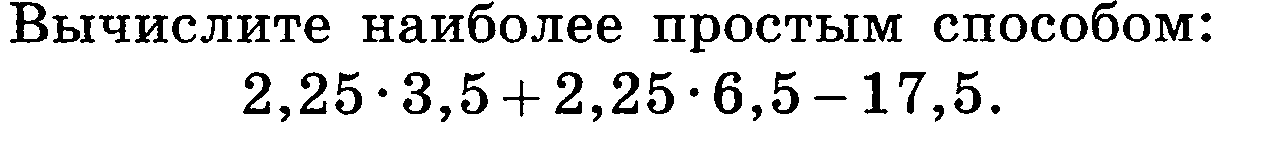 Вычислите наиболее простым способом:
2,25·3,5+2,25·6,5−17,5.